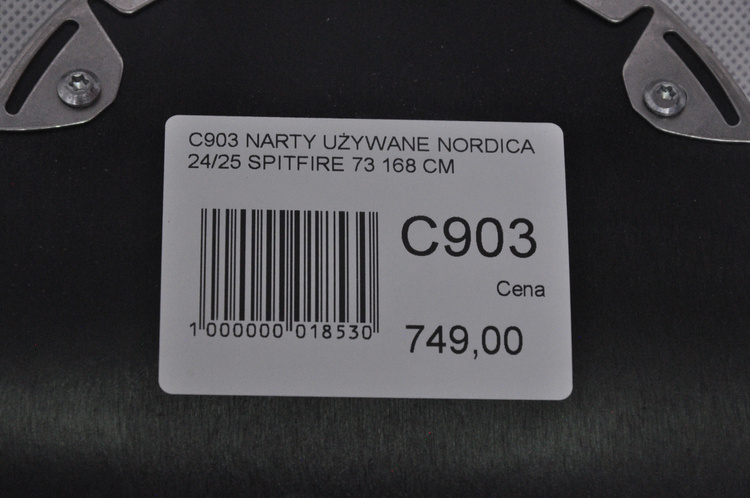 C903 NARTY UŻYWANE NORDICA
24/25 SPITFIRE 73 168 CM
C903
Cena
749,00
1 000000 018530